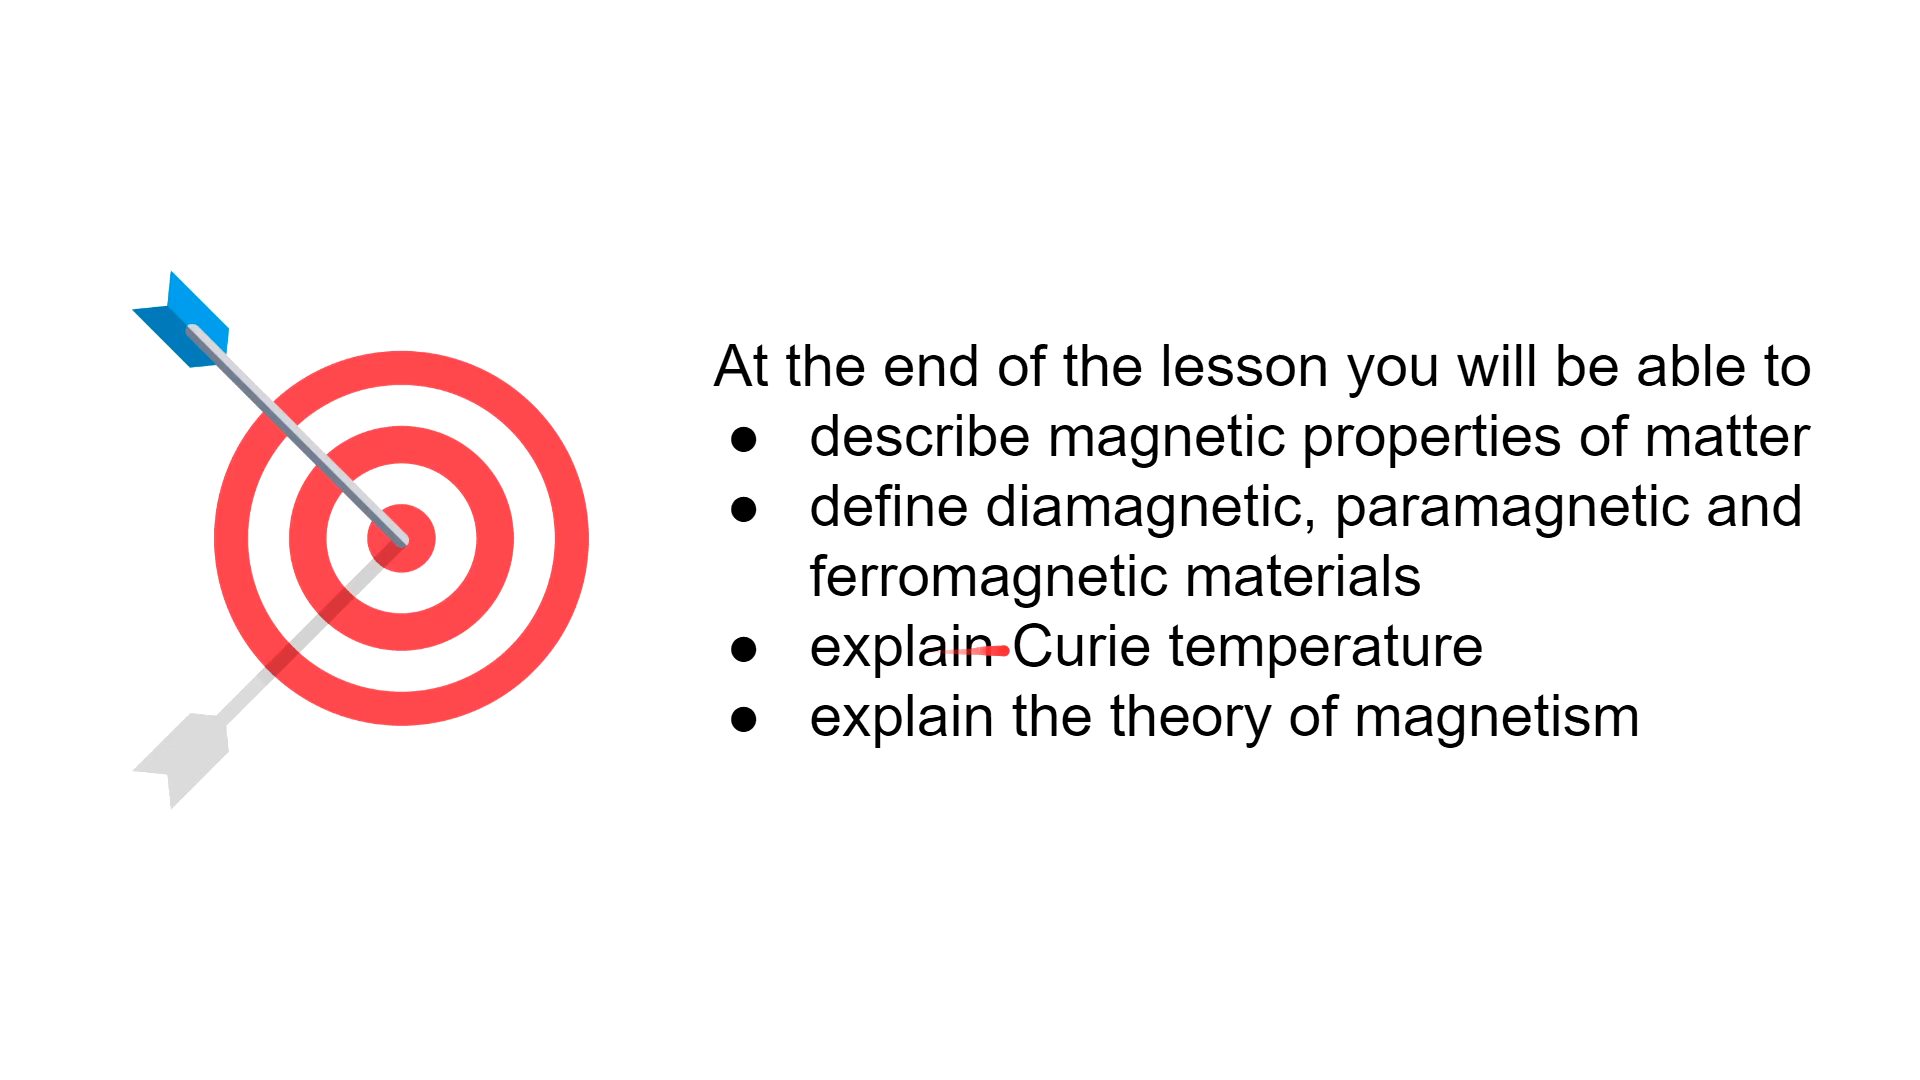 At the end of the lesson you will be able to
● describe magnetic properties of matter
● define diamagnetic, paramagnetic and
ferromagnetic materials
● explain Curie temperature
● explain the theory of magnetism